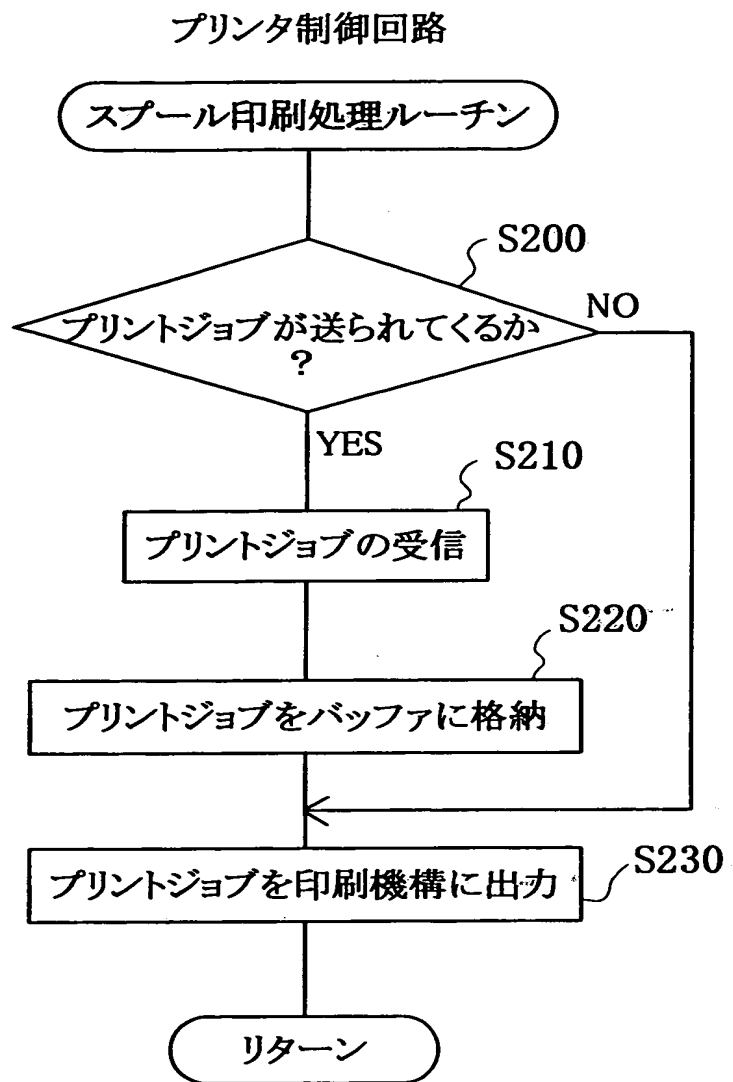 プリンタ制御回路
スプール印刷処理ルーチン
S200
プリントジョブが送られてくるか
?
NO
YES
S210
プリントジョブの受信
S220
プリントジョブをバッファに格納
プリントジョブを印刷機構に出力
S230
リターン